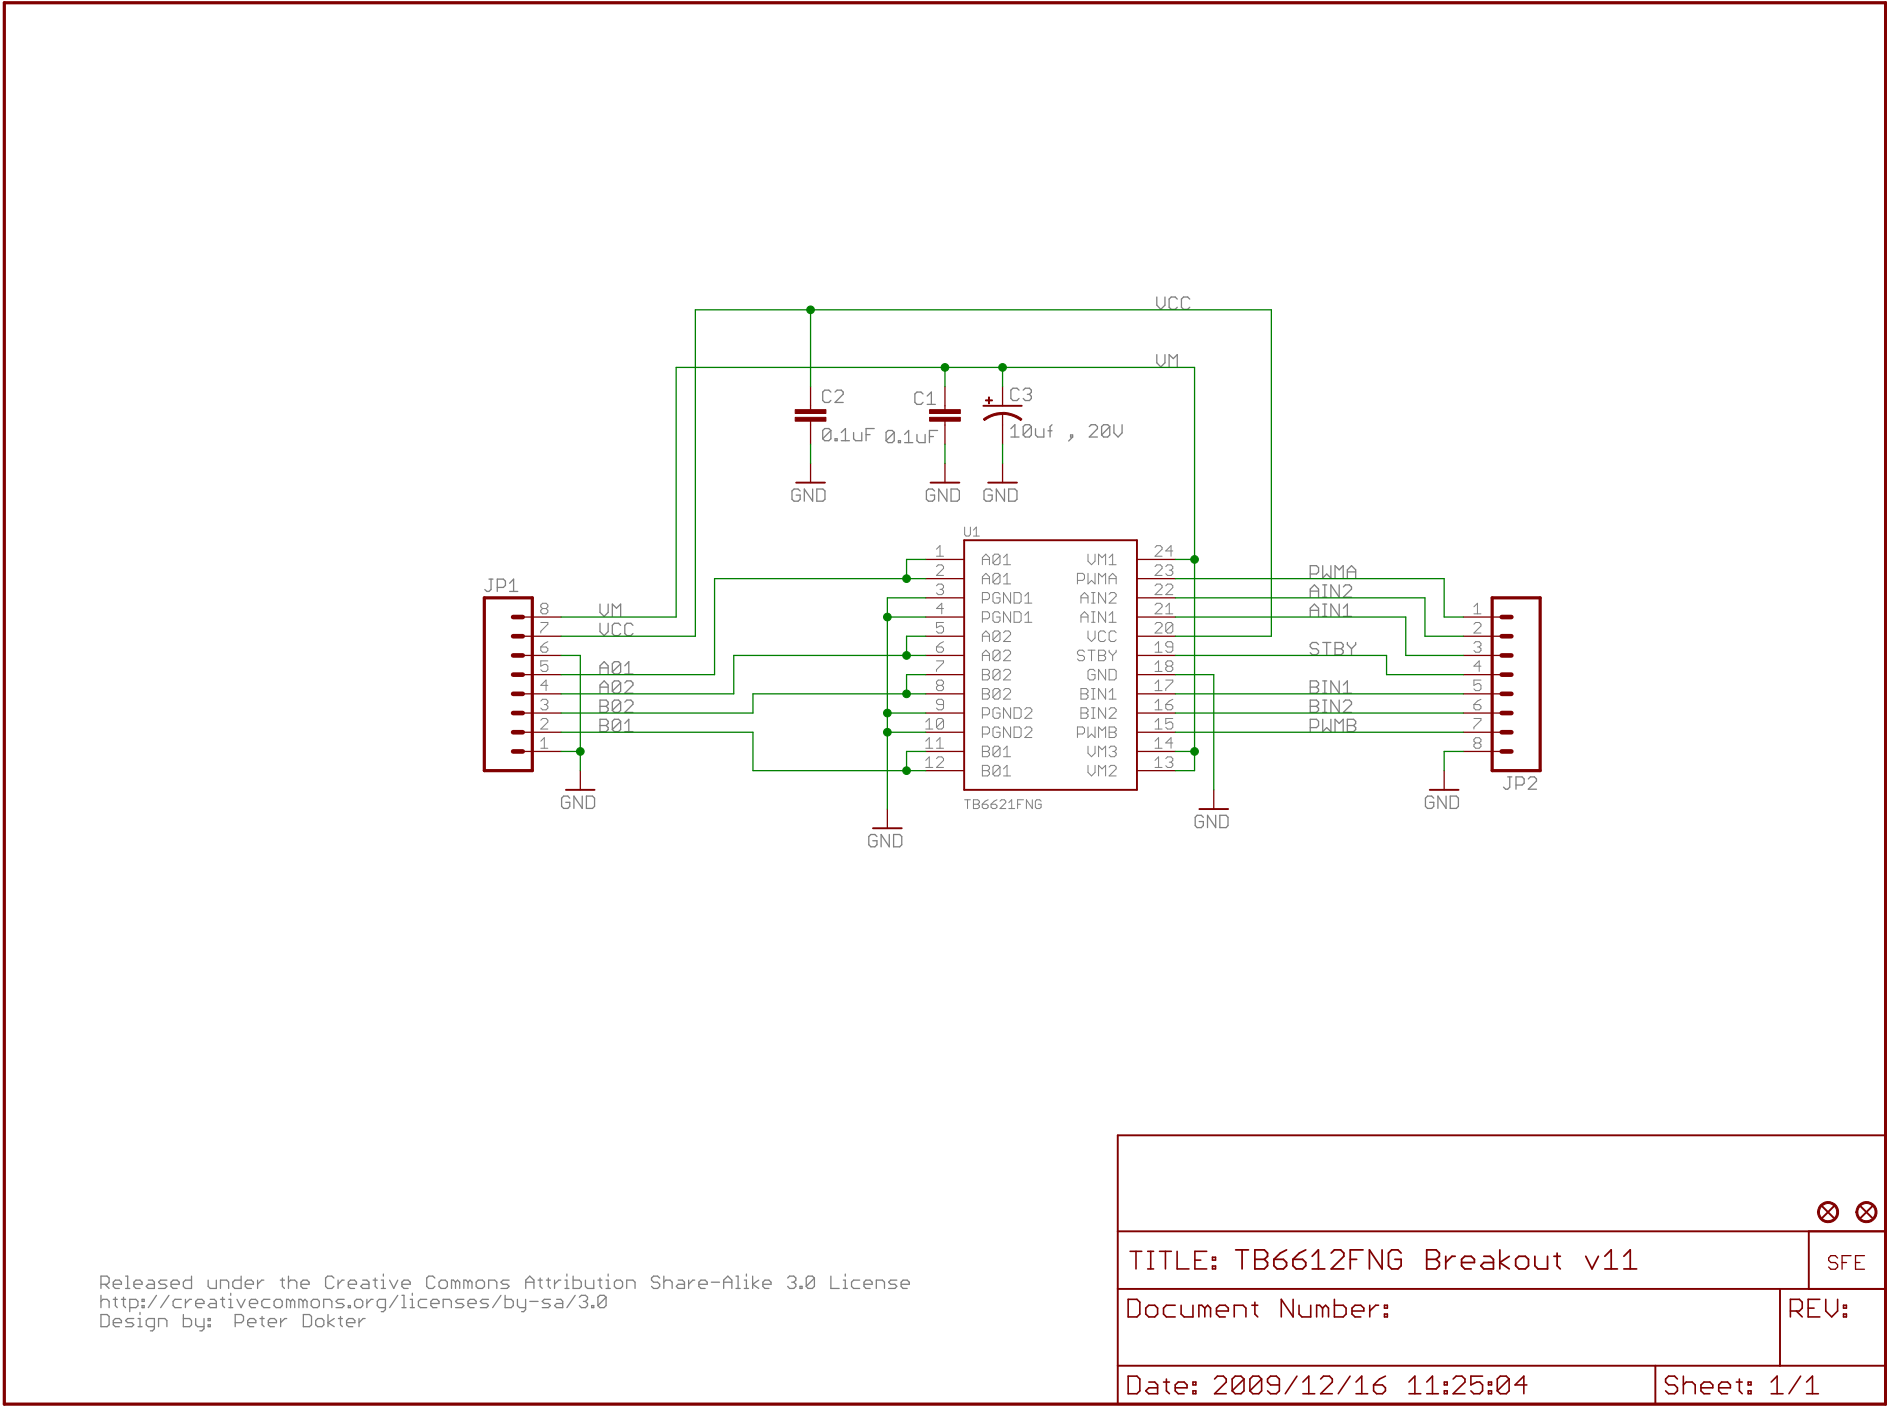 VCC
VM
C2
C1
C3
0.1uF
0.1uF
10uf , 20V
GND
GND
GND
U1
1 A01 VM1 24
2 A01 PWMA 23 PWMA
3 PGND1 AIN2 22 AIN2
4 PGND1 AIN1 21 AIN1
5 A02 VCC 20
6 A02 STBY 19 STBY
7 B02 GND 18
8 B02 BIN1 17 BIN1
9 PGND2 BIN2 16 BIN2
10 PGND2 PWMB 15 PWMB
11 B01 VM3 14
12 B01 VM2 13
TB6621FNG
JP1
8 VM
7 VCC
6
5 A01
4 A02
3 B02
2 B01
1
GND
GND
GND
1
2
3
4
5
6
7
8
JP2
GND
Released under the Creative Commons Attribution Share-Alike 3.0 License
http://creativecommons.org/licenses/by-sa/3.0
Design by: Peter Dokter
TITLE: TB6612FNG Breakout v11
SFE
Document Number:
REV:
Date: 2009/12/16 11:25:04
Sheet: 1/1